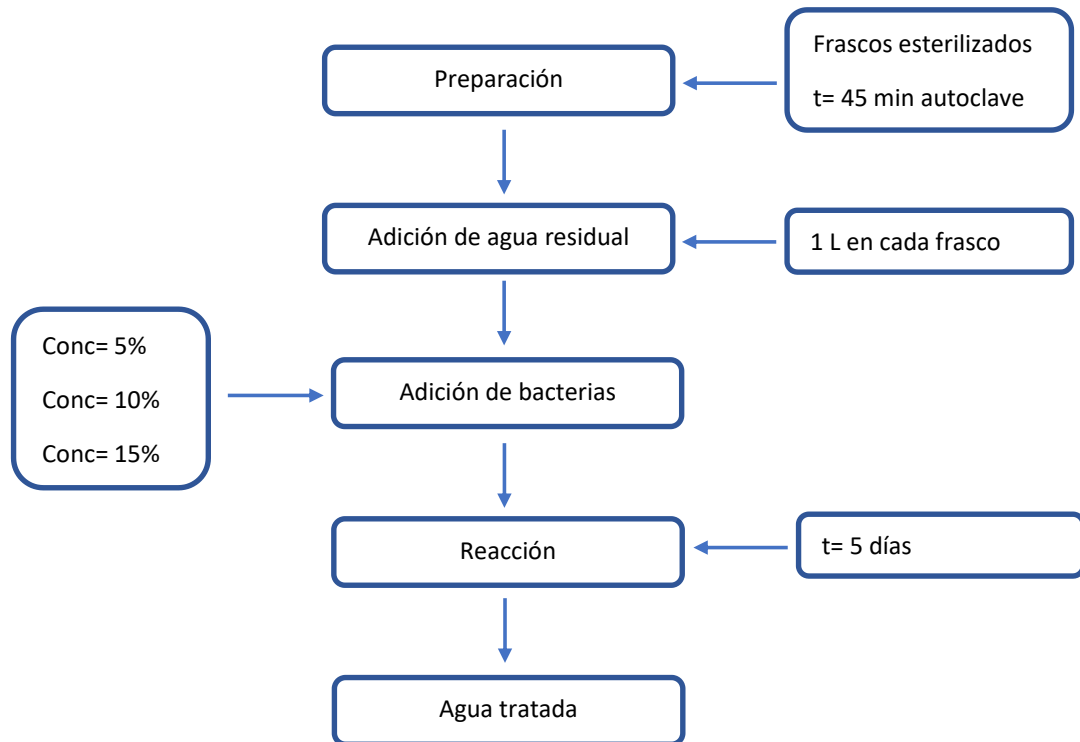 Preparación
Frascos esterilizados
t= 45 min autoclave
Adición de agua residual
1 L en cada frasco
Conc= 5%
Conc= 10%
Conc= 15%
Adición de bacterias
Reacción
t= 5 días
Agua tratada